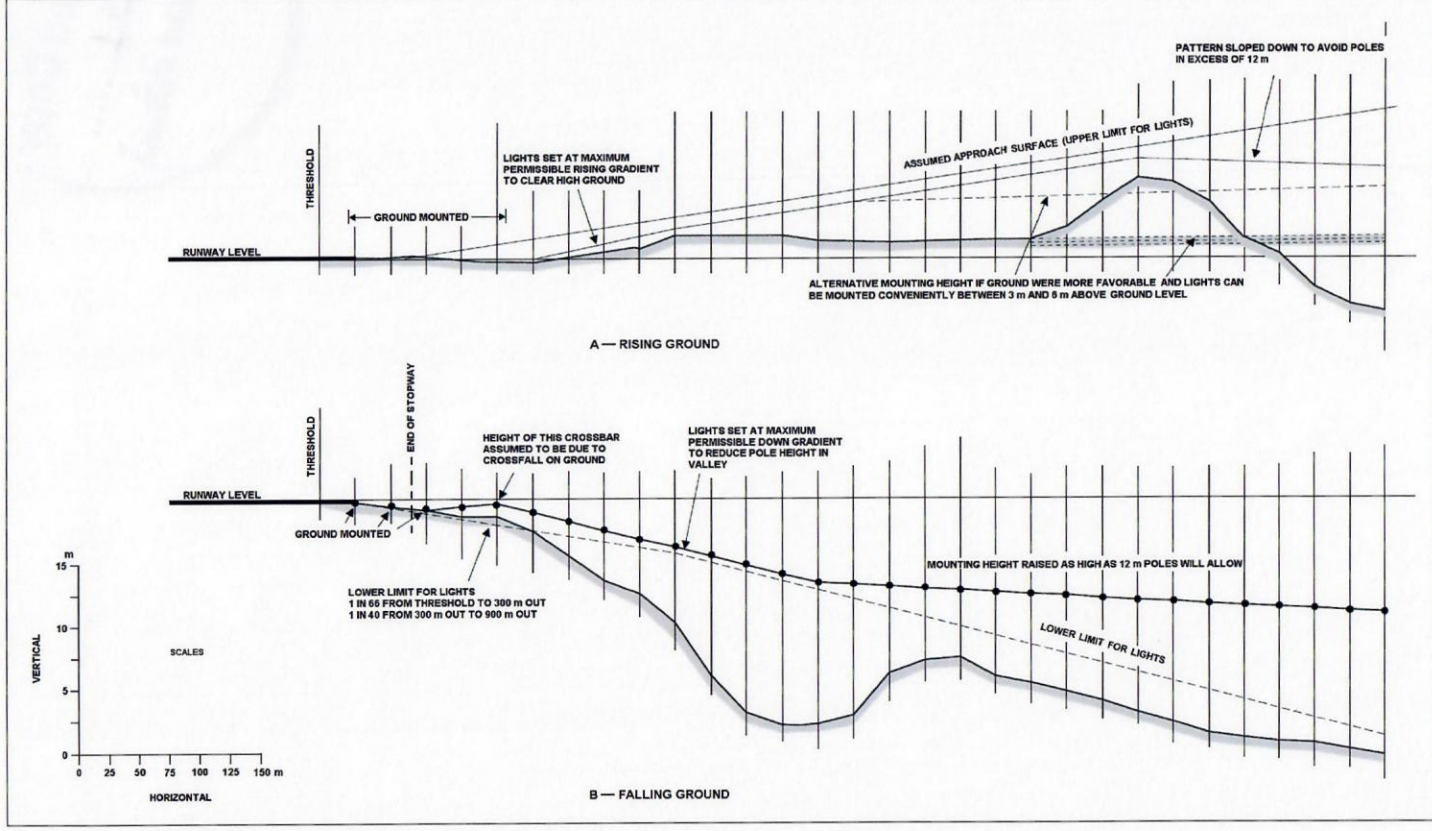 PATTERN SLOPED DOWN TO AVOID POLES
IN EXCESS OF 12 m
ASSUMED APPROACH SURFACE (UPPER LIMIT FOR LIGHTS)
THRESHOLD
LIGHTS SET AT MAXIMUM
PERMISSIBLE RISING GRADIENT
TO CLEAR HIGH GROUND
GROUND MOUNTED
RUNWAY LEVEL
ALTERNATIVE MOUNTING HEIGHT IF GROUND WERE MORE FAVORABLE AND LIGHTS CAN
BE MOUNTED CONVENIENTLY BETWEEN 3 m AND 5 m ABOVE GROUND LEVEL
A — RISING GROUND
THRESHOLD
END OF STOPWAY
HEIGHT OF THIS CROSSBAR
ASSUMED TO BE DUE TO
CROSSFALL ON GROUND
LIGHTS SET AT MAXIMUM
PERMISSIBLE DOWN GRADIENT
TO REDUCE POLE HEIGHT IN
VALLEY
RUNWAY LEVEL
GROUND MOUNTED
MOUNTING HEIGHT RAISED AS HIGH AS 12 m POLES WILL ALLOW
LOWER LIMIT FOR LIGHTS
1 IN 66 FROM THRESHOLD TO 300 m OUT
1 IN 40 FROM 300 m OUT TO 900 m OUT
LOWER LIMIT FOR LIGHTS
m
15
10
5
0
VERTICAL
SCALES
0 25 50 75 100 125 150 m
HORIZONTAL
B — FALLING GROUND